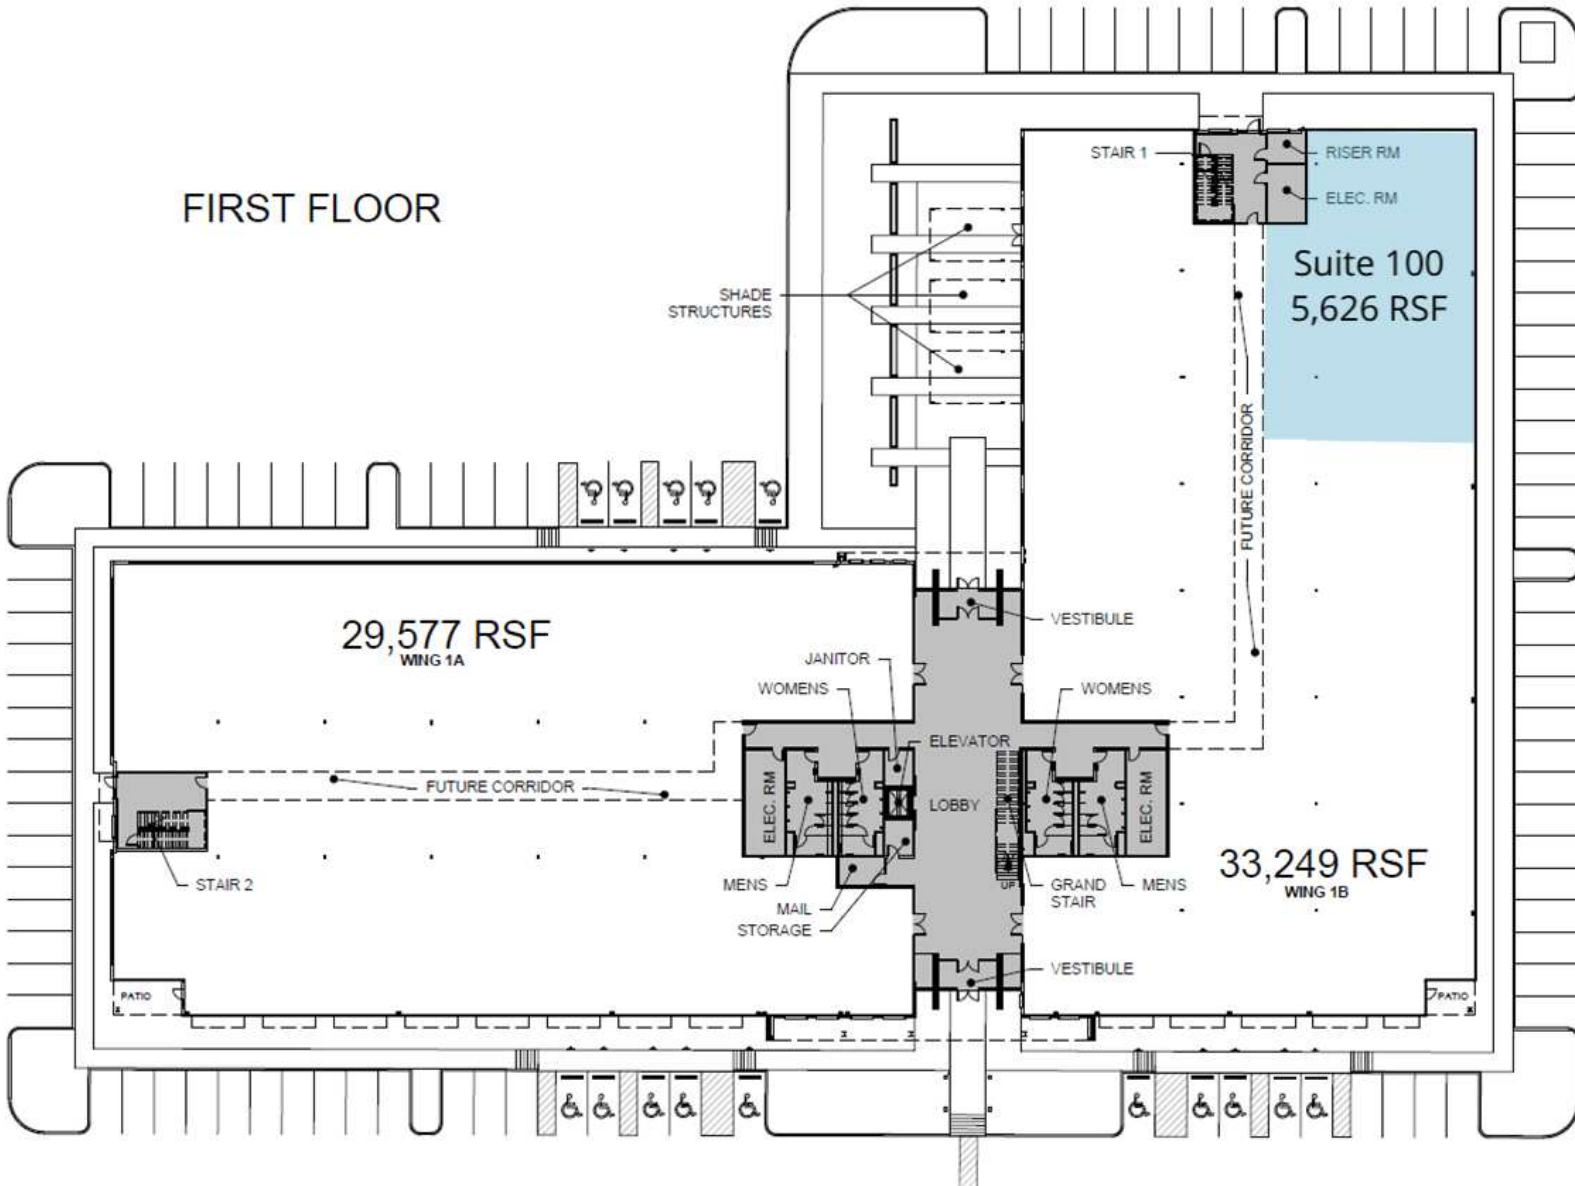 FIRST FLOOR
STAIR 1
RISER RM
ELEC. RM
Suite 100
5,626 RSF
SHADE
STRUCTURES
FUTURE CORRIDOR
29,577 RSF
WING 1A
VESTIBULE
JANITOR
WOMENS
WOMENS
ELEVATOR
FUTURE CORRIDOR
ELEC. RM
LOBBY
ELEC. RM
33,249 RSF
WING 1B
STAIR 2
MENS
UP
GRAND
STAIR
MENS
MAIL
STORAGE
VESTIBULE
PATIO
PATIO